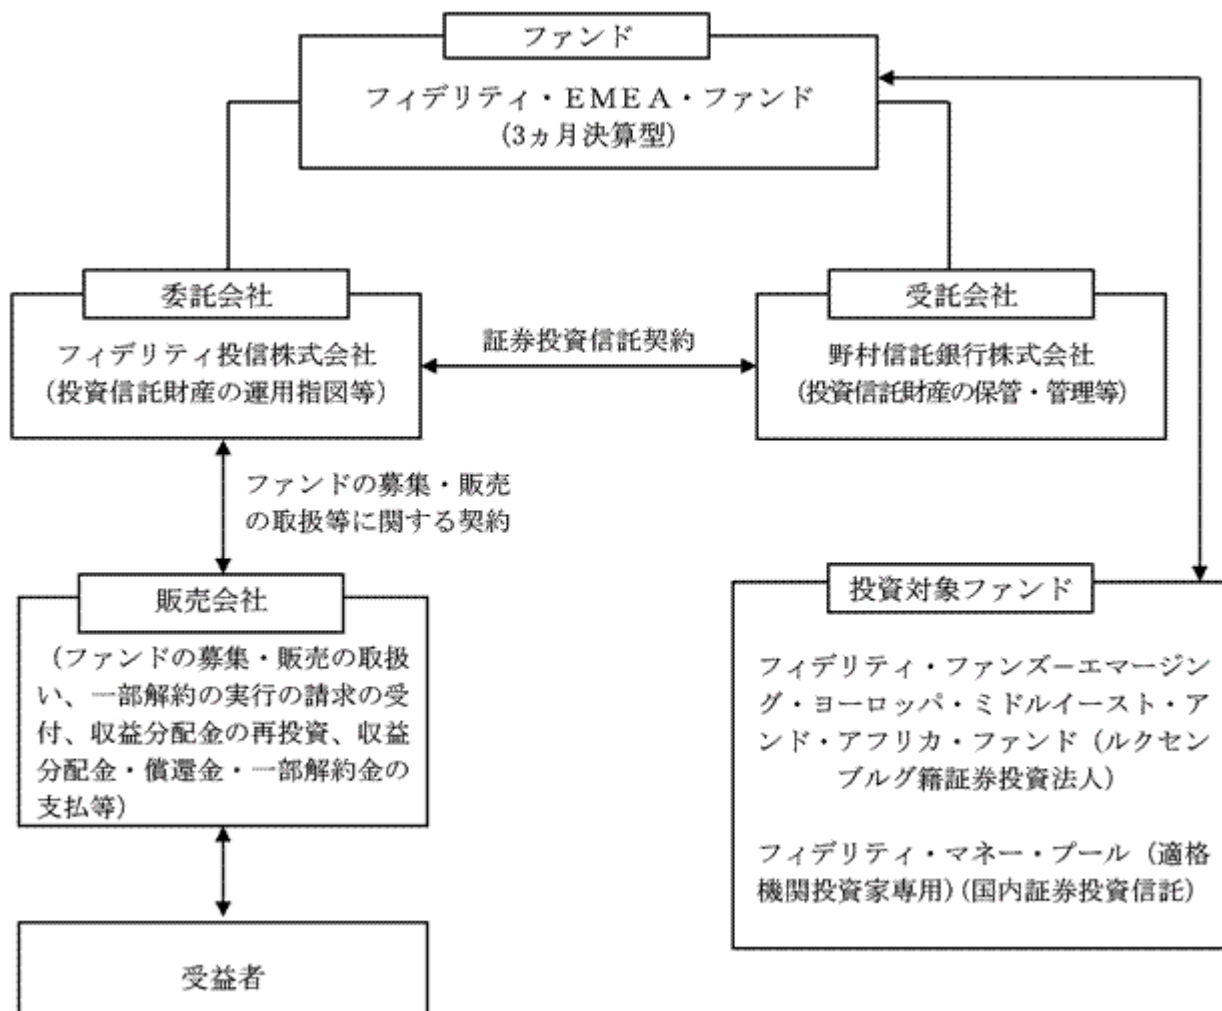 ファンド
フィデリティ・EMEA・ファンド
(3ヵ月決算型)
委託会社
フィデリティ投信株式会社
(投資信託財産の運用指図等)
証券投資信託契約
受託会社
野村信託銀行株式会社
(投資信託財産の保管・管理等)
ファンドの募集・販売
の取扱等に関する契約
販売会社
(ファンドの募集・販売の取扱
い、一部解約の実行の請求の受
付、収益分配金の再投資、収益
分配金・償還金・一部解約金の
支払等)
投資対象ファンド
フィデリティ・ファンズ－エマージン
グ・ヨーロッパ・ミドルイースト・ア
ンド・アフリカ・ファンド(ルクセン
ブルグ籍証券投資法人)
フィデリティ・マネー・プール(適格
機関投資家専用)(国内証券投資信託)
受益者